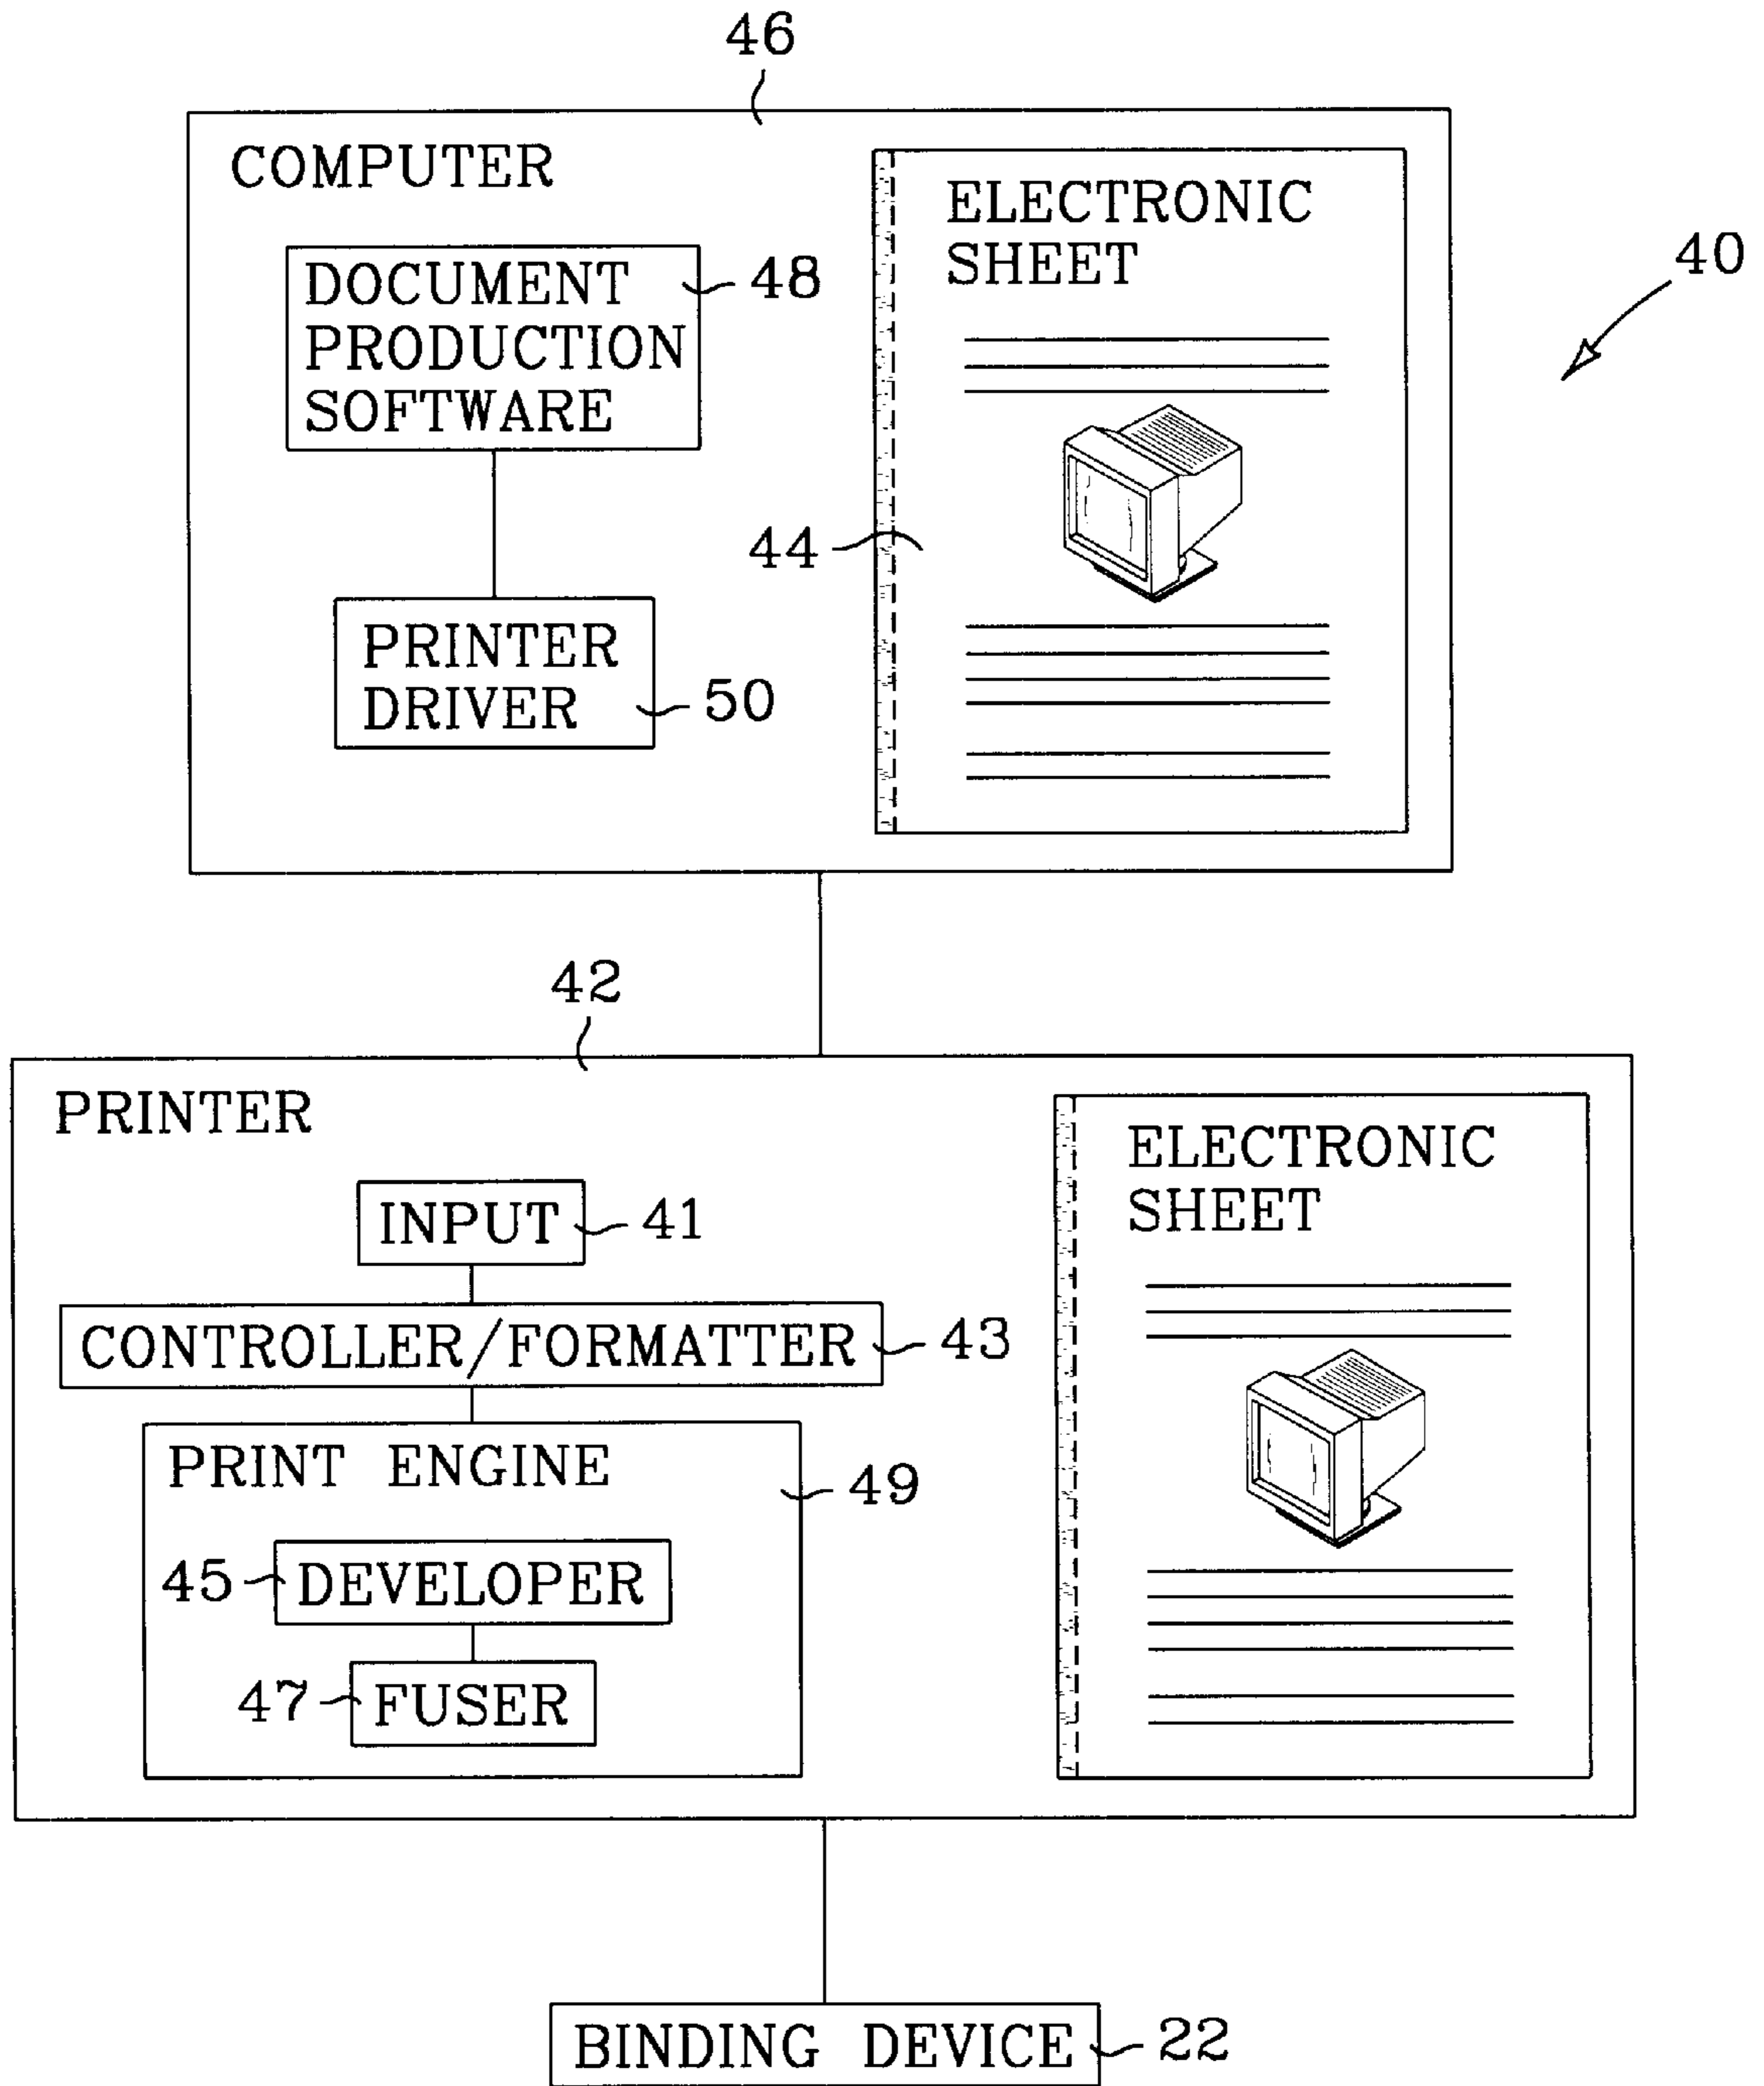 46
COMPUTER
ELECTRONIC
SHEET
40
DOCUMENT
PRODUCTION
SOFTWARE
48
44
PRINTER
DRIVER
50
42
PRINTER
ELECTRONIC
SHEET
INPUT
41
CONTROLLER/FORMATTER
43
PRINT ENGINE
49
45
DEVELOPER
47
FUSER
BINDING DEVICE
22